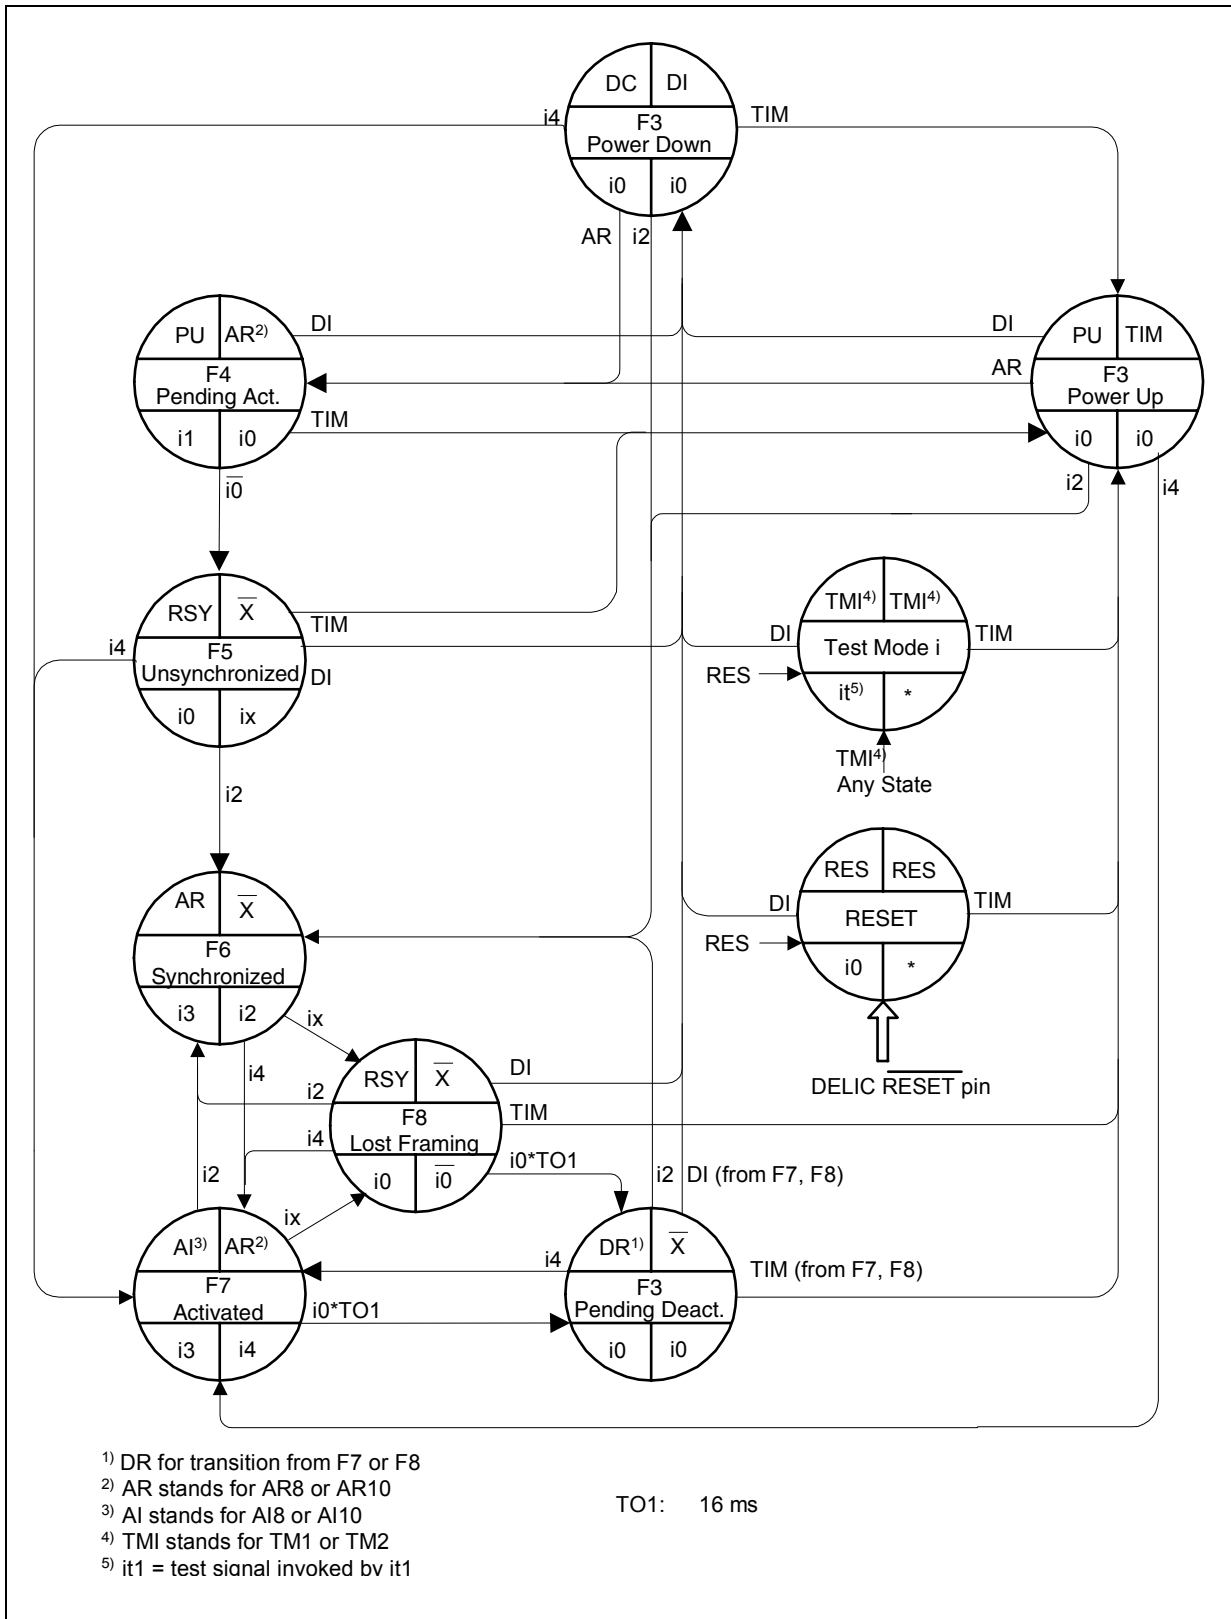 DC DI
i4 F3 TIM
Power Down
i0 i0
AR i2
PU AR2) DI
F4
Pending Act.
i1 i0 TIM
i0
DI PU TIM
AR F3
Power Up
i0 i0
i2 i4
RSY X
TIM
i4 F5
Unsynchronized DI
i0 ix
i2
TMI4) TMI4)
DI Test Mode i TIM
RES it5) *
TMI4)
Any State
RES RES
DI RESET TIM
RES i0 *
DELIC RESET pin
AR X
F6
Synchronized
i3 i2
ix
i4
RSY X DI
i2 F8 TIM
i4 Lost Framing
i0 i0 i0*TO1
i2 ix
i2 DI (from F7, F8)
AI3) AR2)
F7
Activated i0*TO1
i3 i4
DR1) X
i4 F3 TIM (from F7, F8)
Pending Deact.
i0 i0
1) DR for transition from F7 or F8
2) AR stands for AR8 or AR10
3) AI stands for AI8 or AI10
4) TMI stands for TM1 or TM2
5) it1 = test signal invoked by it1
TO1: 16 ms